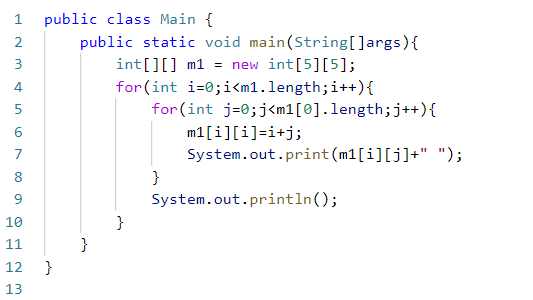 1 public class Main {
2 public static void main(String[]args){
3 int[][] m1 = new int[5][5];
4 for(int i=0;i<m1.length;i++){
5 for(int j=0;j<m1[0].length;j++){
6 m1[i][i]=i+j;
7 System.out.print(m1[i][j]+" ");
8 }
9 System.out.println();
10 }
11 }
12 }
13